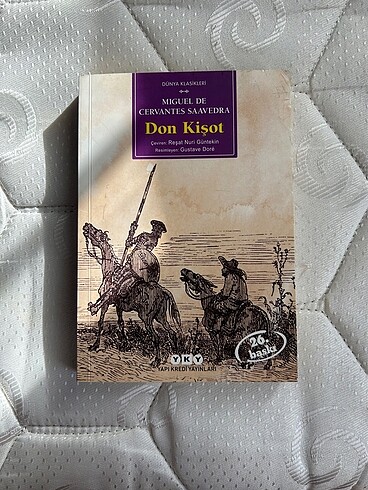 DÜNYA KLASİKLERİ
MIGUEL DE
CERVANTES SAAVEDRA
Don Kişot
Çeviren: Reşat Nuri Güntekin
Resimleyen: Gustave Doré
26.
baskı
YKY
YAPI KREDİ YAYINLARI